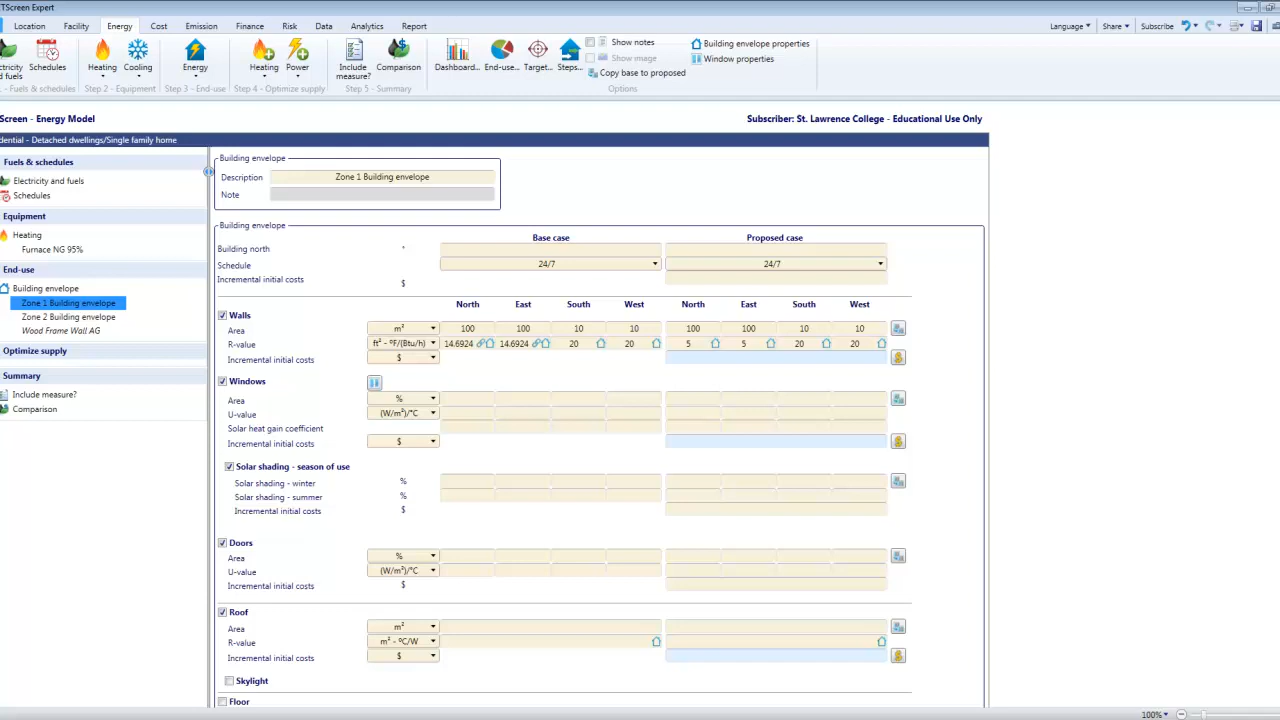 TScreen Expert
Location Facility Energy Cost Emission Finance Risk Data Analytics Report
Language Share Subscribe
Show notes
Building envelope properties
Show image
Window properties
Copy base to proposed
ctricity
nd fuels
Schedules
Heating
Cooling
Energy
Heating
Power
Include
measure?
Comparison
Dashboard...
End-use...
Target...
Steps...
- Fuels & schedules
Step 2 - Equipment
Step 3 - End-use
Step 4 - Optimize supply
Step 5 - Summary
Options
Screen - Energy Model
Subscriber: St. Lawrence College - Educational Use Only
dential - Detached dwellings/Single family home
Fuels & schedules
Electricity and fuels
Schedules
Equipment
Heating
Furnace NG 95%
End-use
Building envelope
Zone 1 Building envelope
Zone 2 Building envelope
Wood Frame Wall AG
Optimize supply
Summary
Include measure?
Comparison
Building envelope
Description Zone 1 Building envelope
Note
Building envelope
Base case Proposed case
Building north °
Schedule 24/7 24/7
Incremental initial costs $
North East South West North East South West
Walls
Area m² 100 100 10 10 100 100 10 10
R-value ft² - ºF/(Btu/h) 14.6924 14.6924 20 20 5 5 20 20
Incremental initial costs $
Windows
Area %
U-value (W/m²)/°C
Solar heat gain coefficient
Incremental initial costs $
Solar shading - season of use
Solar shading - winter %
Solar shading - summer %
Incremental initial costs $
Doors
Area %
U-value (W/m²)/°C
Incremental initial costs $
Roof
Area m²
R-value m² - ºC/W
Incremental initial costs $
Skylight
Floor
100%